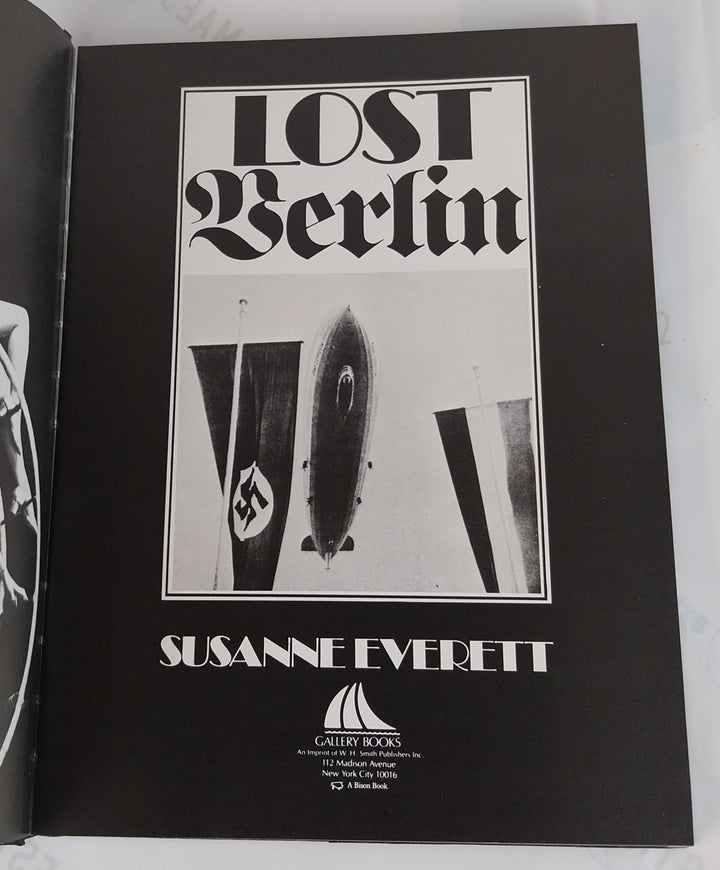 LOST
Berlin
SUSANNE EVERETT
GALLERY BOOKS
An Imprint of W. H. Smith Publishers Inc.
112 Madison Avenue
New York City 10016
A Bison Book